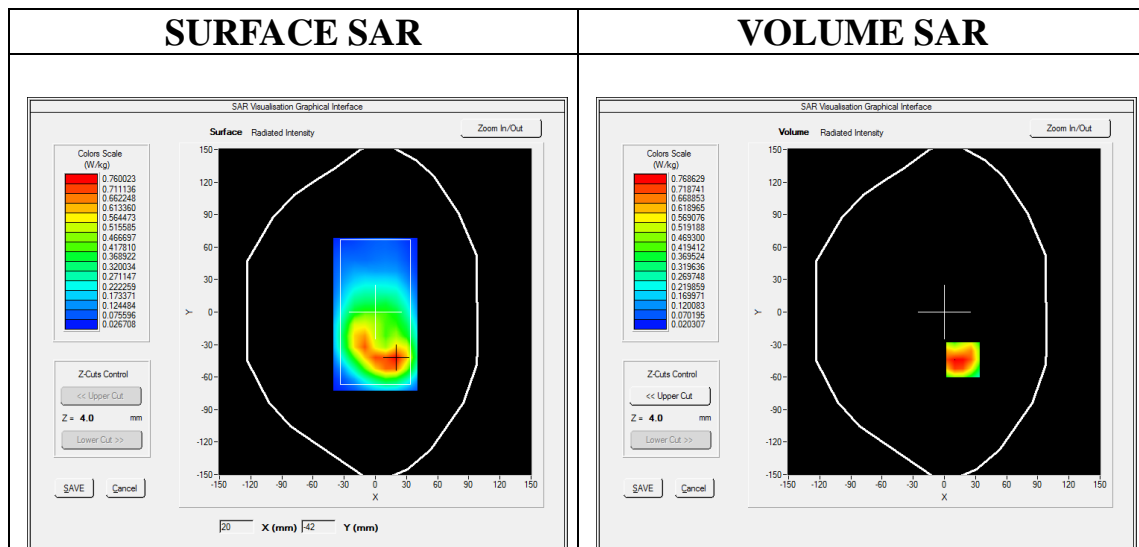 SURFACE SAR
VOLUME SAR
SAR Visualisation Graphical Interface
Surface Radiated Intensity
Zoom In/Out
Colors Scale
(W/kg)
0.760023
0.711136
0.662248
0.613360
0.564473
0.515585
0.466697
0.417810
0.368922
0.320034
0.271147
0.222259
0.173371
0.124484
0.075596
0.026708
Z-Cuts Control
<< Upper Cut
Z = 4.0 mm
Lower Cut >>
SAVE Cancel
150
120
90
60
30
0
-30
-60
-90
-120
-150
Y
-150 -120 -90 -60 -30 0 30 60 90 120 150
X
20 X (mm) -42 Y (mm)
SAR Visualisation Graphical Interface
Volume Radiated Intensity
Zoom In/Out
Colors Scale
(W/kg)
0.768629
0.718741
0.668853
0.618965
0.569076
0.519188
0.469300
0.419412
0.369524
0.319636
0.269748
0.219859
0.169971
0.120083
0.070195
0.020307
Z-Cuts Control
<< Upper Cut
Z = 4.0 mm
Lower Cut >>
SAVE Cancel
150
120
90
60
30
0
-30
-60
-90
-120
-150
Y
-150 -120 -90 -60 -30 0 30 60 90 120 150
X